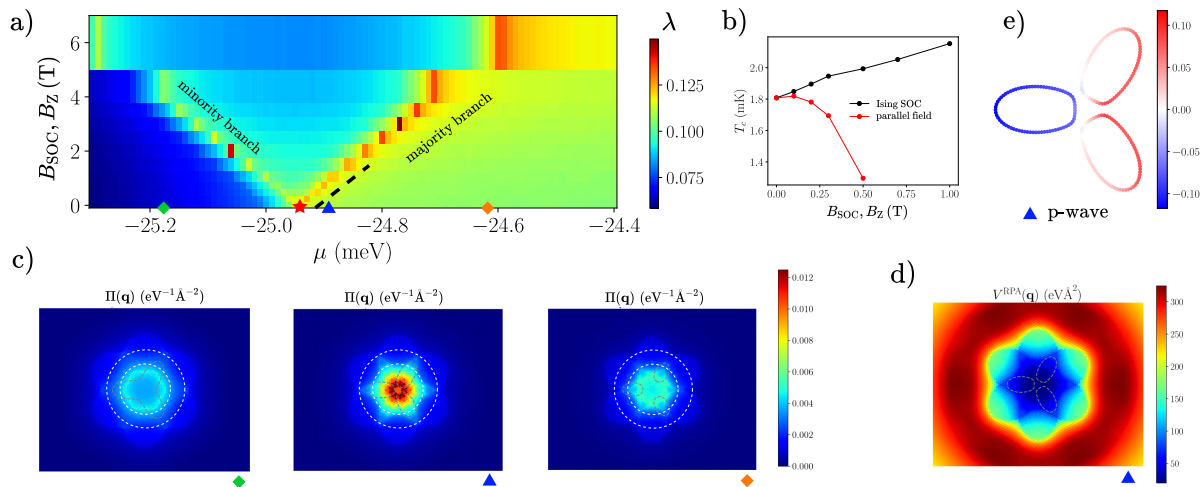 a)
B_SOC, B_Z (T)
6
4
2
0
minority branch
majority branch
−25.2
−25.0
−24.8
−24.6
−24.4
μ (meV)
λ
0.125
0.100
0.075
b)
T_c (mK)
2.0
1.8
1.6
1.4
Ising SOC
parallel field
0.00
0.25
0.50
0.75
1.00
B_SOC, B_Z (T)
e)
p-wave
0.10
0.05
0.00
−0.05
−0.10
c)
Π(q) (eV⁻¹Å⁻²)
Π(q) (eV⁻¹Å⁻²)
Π(q) (eV⁻¹Å⁻²)
0.012
0.010
0.008
0.006
0.004
0.002
0.000
d)
V^RPA(q) (eVÅ²)
300
250
200
150
100
50